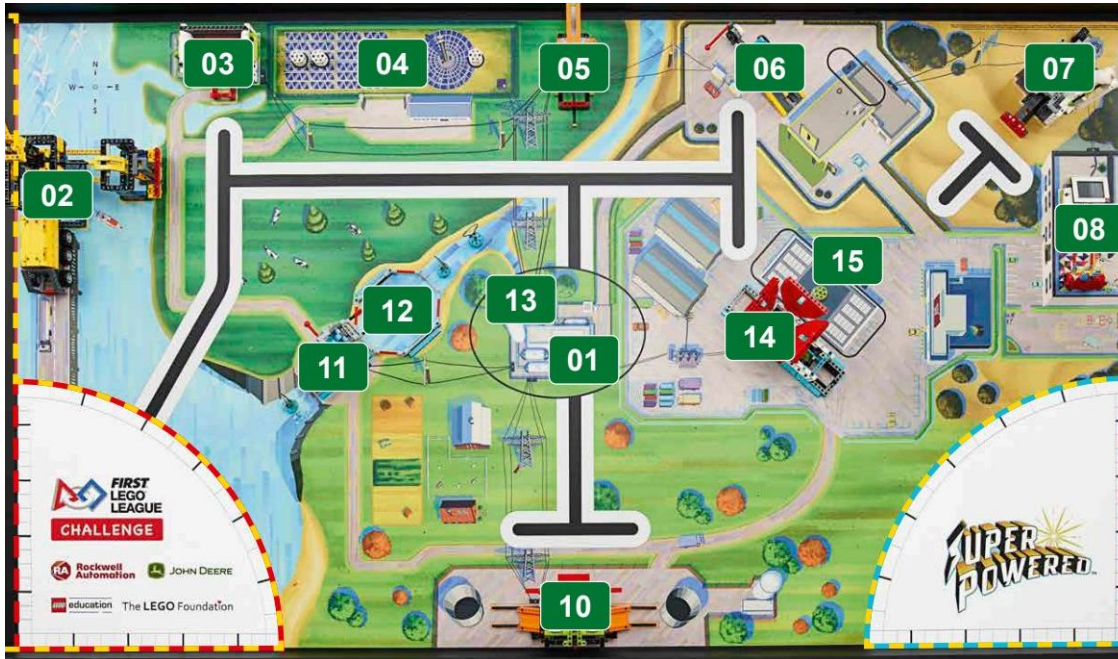 03
04
05
06
07
N
W
E
S
02
08
15
13
12
14
01
11
FIRST
LEGO
LEAGUE
CHALLENGE
Rockwell
Automation
JOHN DEERE
education
The LEGO Foundation
SUPER
POWERED
10